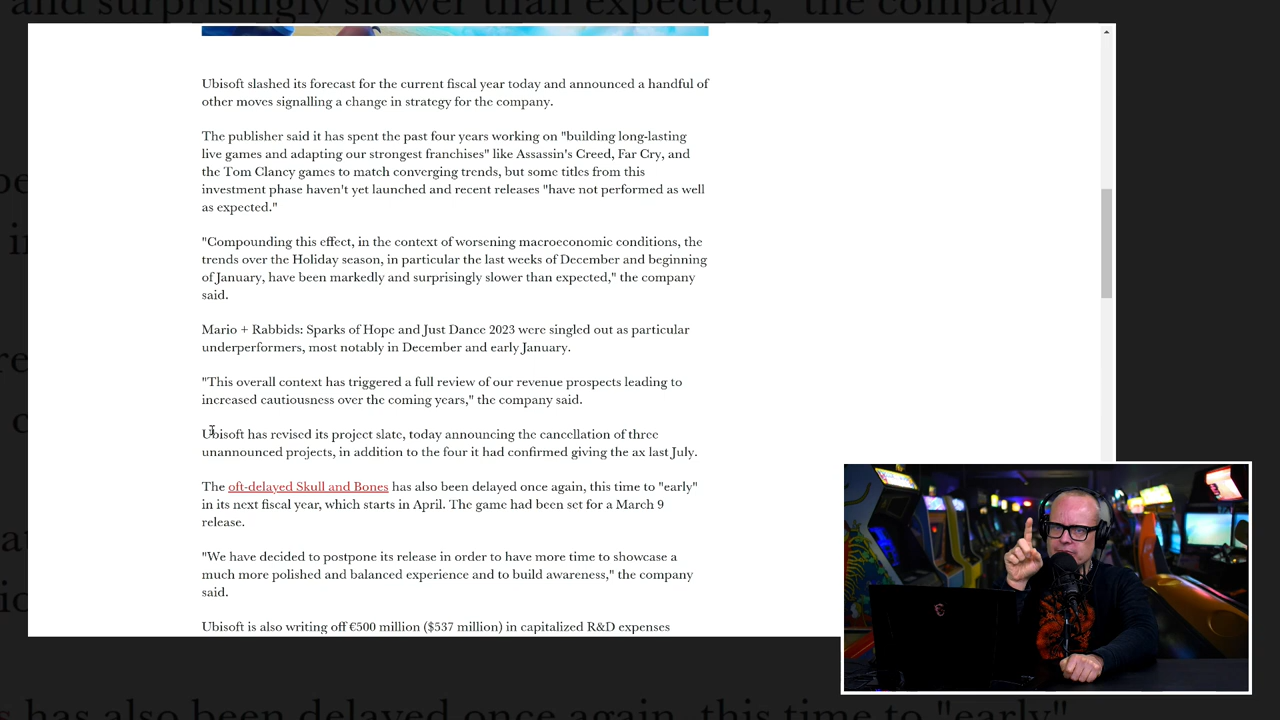 and surprisingly slower than expected," the company
Ubisoft slashed its forecast for the current fiscal year today and announced a handful of
other moves signalling a change in strategy for the company.
The publisher said it has spent the past four years working on "building long-lasting
live games and adapting our strongest franchises" like Assassin's Creed, Far Cry, and
the Tom Clancy games to match converging trends, but some titles from this
investment phase haven't yet launched and recent releases "have not performed as well
as expected."
"Compounding this effect, in the context of worsening macroeconomic conditions, the
trends over the Holiday season, in particular the last weeks of December and beginning
of January, have been markedly and surprisingly slower than expected," the company
said.
Mario + Rabbids: Sparks of Hope and Just Dance 2023 were singled out as particular
underperformers, most notably in December and early January.
"This overall context has triggered a full review of our revenue prospects leading to
increased cautiousness over the coming years," the company said.
Ubisoft has revised its project slate, today announcing the cancellation of three
unannounced projects, in addition to the four it had confirmed giving the ax last July.
The oft-delayed Skull and Bones has also been delayed once again, this time to "early"
in its next fiscal year, which starts in April. The game had been set for a March 9
release.
"We have decided to postpone its release in order to have more time to showcase a
much more polished and balanced experience and to build awareness," the company
said.
Ubisoft is also writing off €500 million ($537 million) in capitalized R&D expenses
has also been delayed once again, this time to "early"